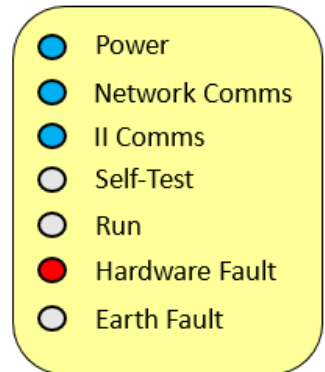 Power
Network Comms
II Comms
Self-Test
Run
Hardware Fault
Earth Fault